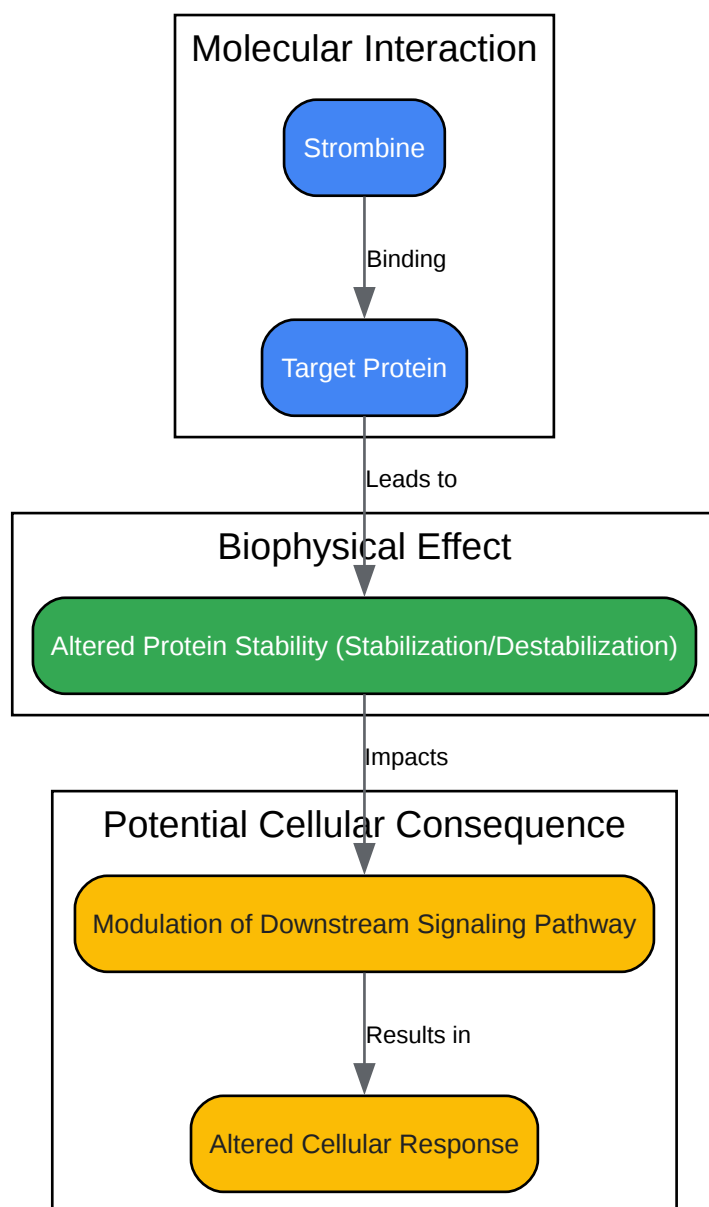 Molecular Interaction
Strombine
Binding
Target Protein
Leads to
Biophysical Effect
Altered Protein Stability (Stabilization/Destabilization)
Impacts
Potential Cellular Consequence
Modulation of Downstream Signaling Pathway
Results in
Altered Cellular Response